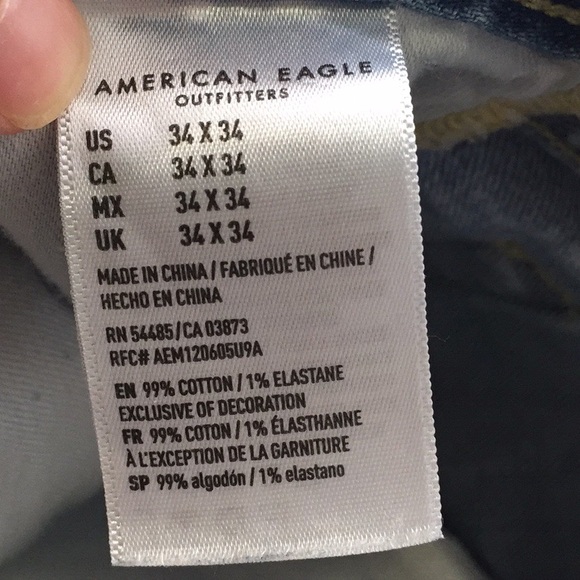 AMERICAN EAGLE
OUTFITTERS
US 34 X 34
CA 34 X 34
MX 34 X 34
UK 34 X 34
MADE IN CHINA / FABRIQUÉ EN CHINE /
HECHO EN CHINA
RN 54485/CA 03873
RFC# AEM120605U9A
EN 99% COTTON / 1% ELASTANE
EXCLUSIVE OF DECORATION
FR 99% COTON / 1% ÉLASTHANNE
À L'EXCEPTION DE LA GARNITURE
SP 99% algodón / 1% elastano